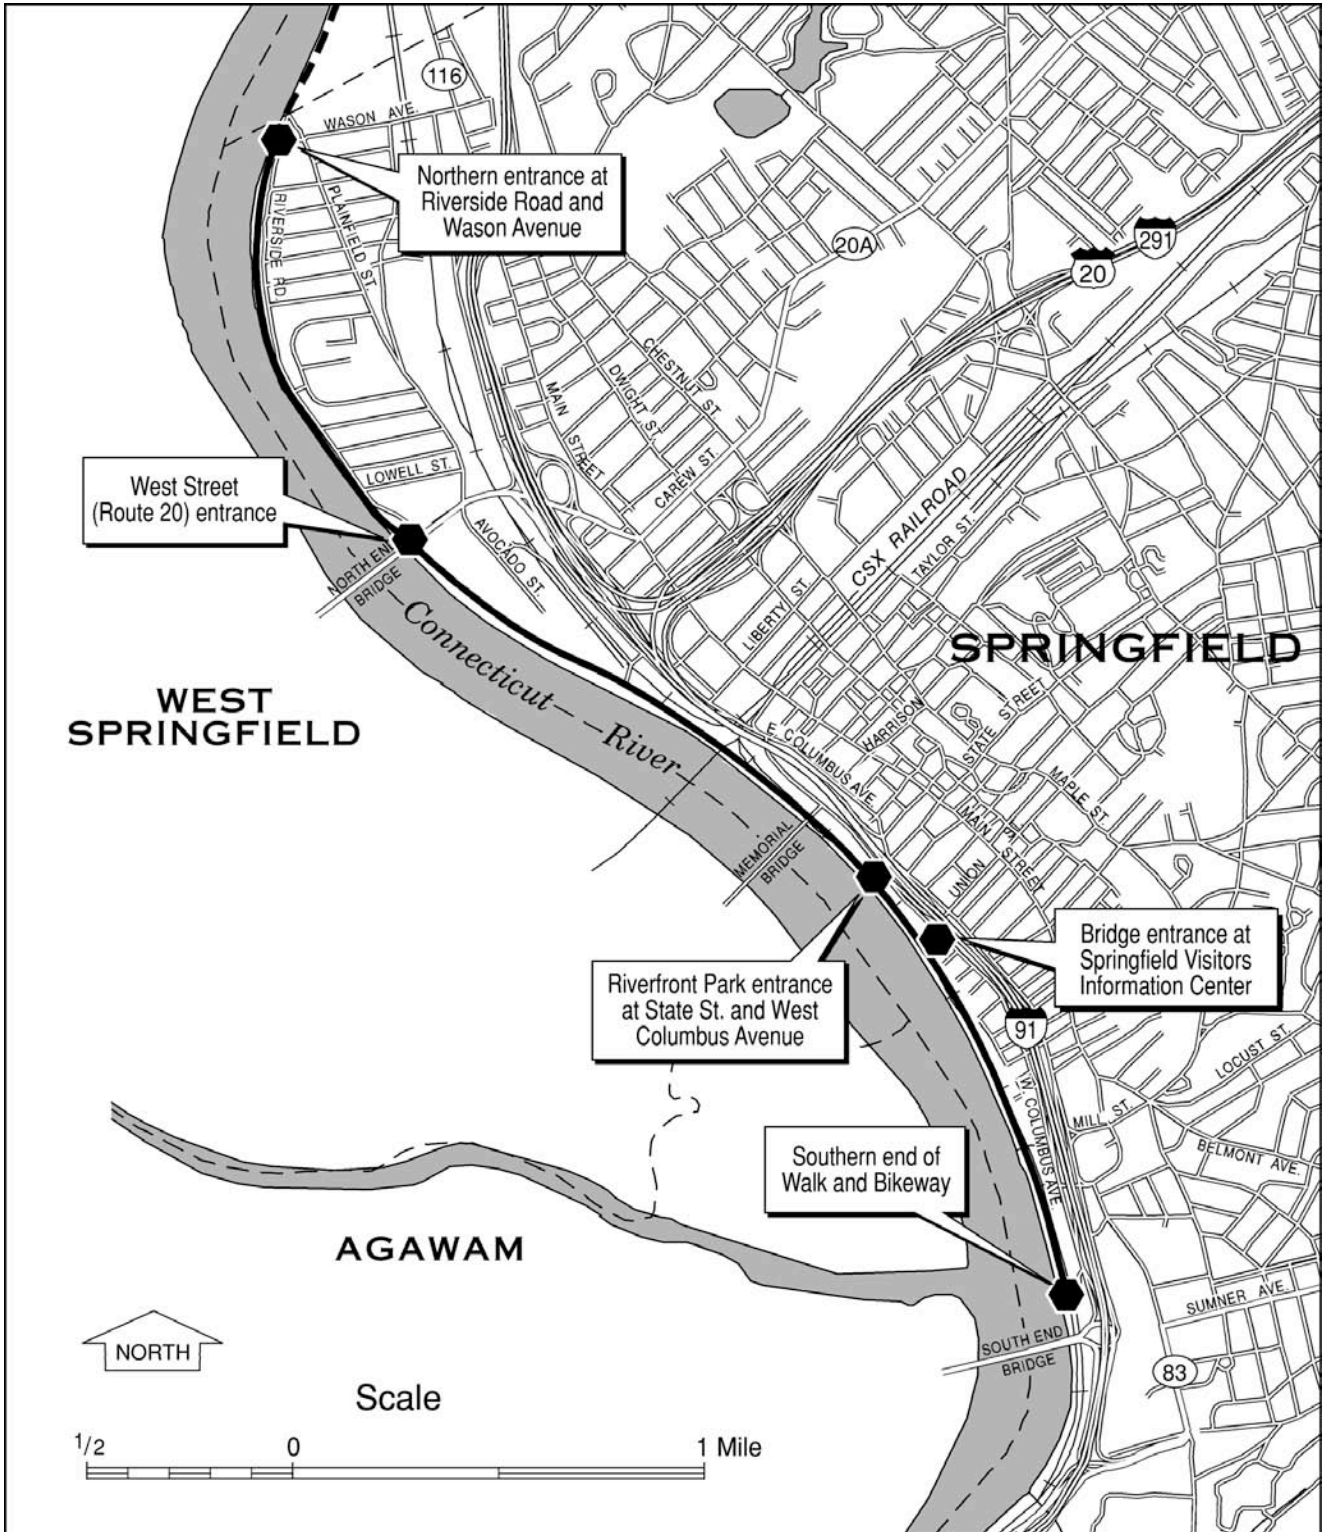 116
WASON AVE.
Northern entrance at
Riverside Road and
Wason Avenue
RIVERSIDE RD.
PLAINFIELD ST.
20A
291
20
CHESTNUT ST.
DWIGHT ST.
MAIN STREET
CAREW ST.
LOWELL ST.
West Street
(Route 20) entrance
AVOCADO ST.
NORTH END
BRIDGE
CSX RAILROAD
TAYLOR ST.
LIBERTY ST.
Connecticut River
SPRINGFIELD
WEST
SPRINGFIELD
E. COLUMBUS AVE.
HARRISON
STATE STREET
MAPLE ST.
MAIN STREET
UNION
MEMORIAL
BRIDGE
Riverfront Park entrance
at State St. and West
Columbus Avenue
Bridge entrance at
Springfield Visitors
Information Center
91
W. COLUMBUS AVE.
LOCUST ST.
MILL ST.
BELMONT AVE.
Southern end of
Walk and Bikeway
AGAWAM
SUMNER AVE.
SOUTH END
BRIDGE
83
NORTH
Scale
1/2 0 1 Mile